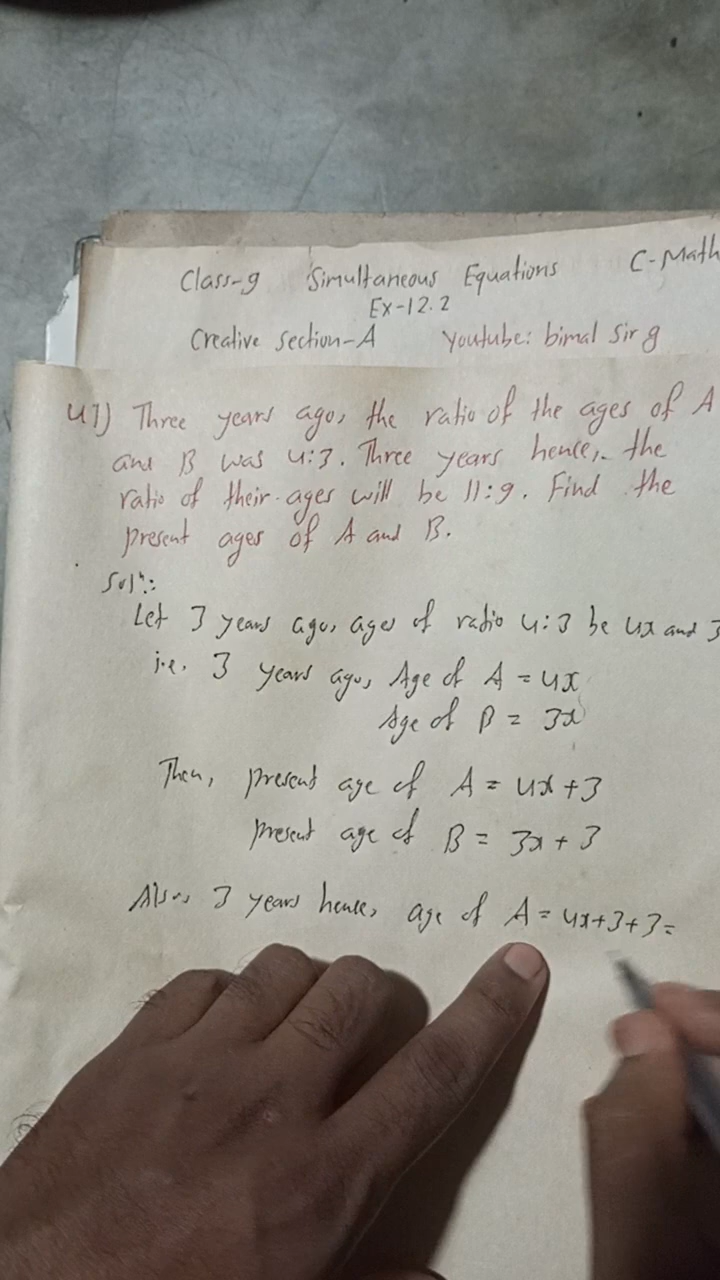 Class-9 Simultaneous Equations C-Math
Ex-12.2
Creative Section-A Youtube: bimal Sir 9
47) Three years ago, the ratio of the ages of A
and B was 4:3. Three years hence, the
ratio of their ages will be 11:9. Find the
present ages of A and B.
Solⁿ:
Let 3 years ago, ages of ratio 4:3 be 4x and 3
i.e. 3 years ago, Age of A = 4x
Age of B = 3x
Then, present age of A = 4x+3
present age of B = 3x+3
Also, 3 years hence, age of A = 4x+3+3=